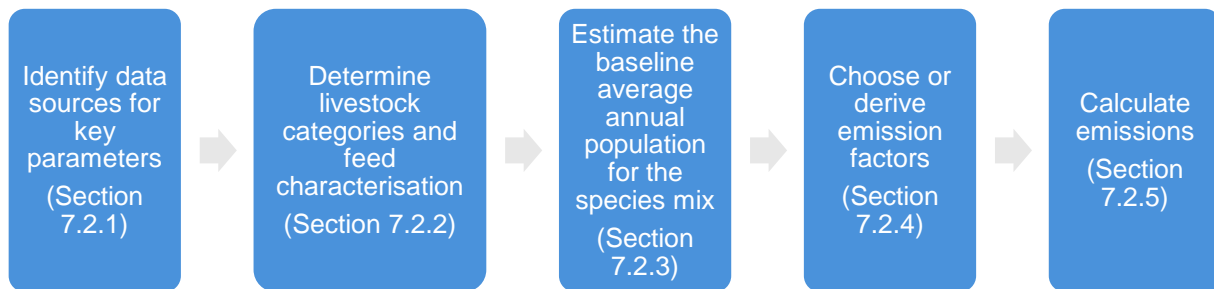 Identify data
sources for
key
parameters
(Section
7.2.1)
Determine
livestock
categories and
feed
characterisation
(Section 7.2.2)
Estimate the
baseline
average
annual
population
for the
species mix
(Section
7.2.3)
Choose or
derive
emission
factors
(Section
7.2.4)
Calculate
emissions
(Section
7.2.5)